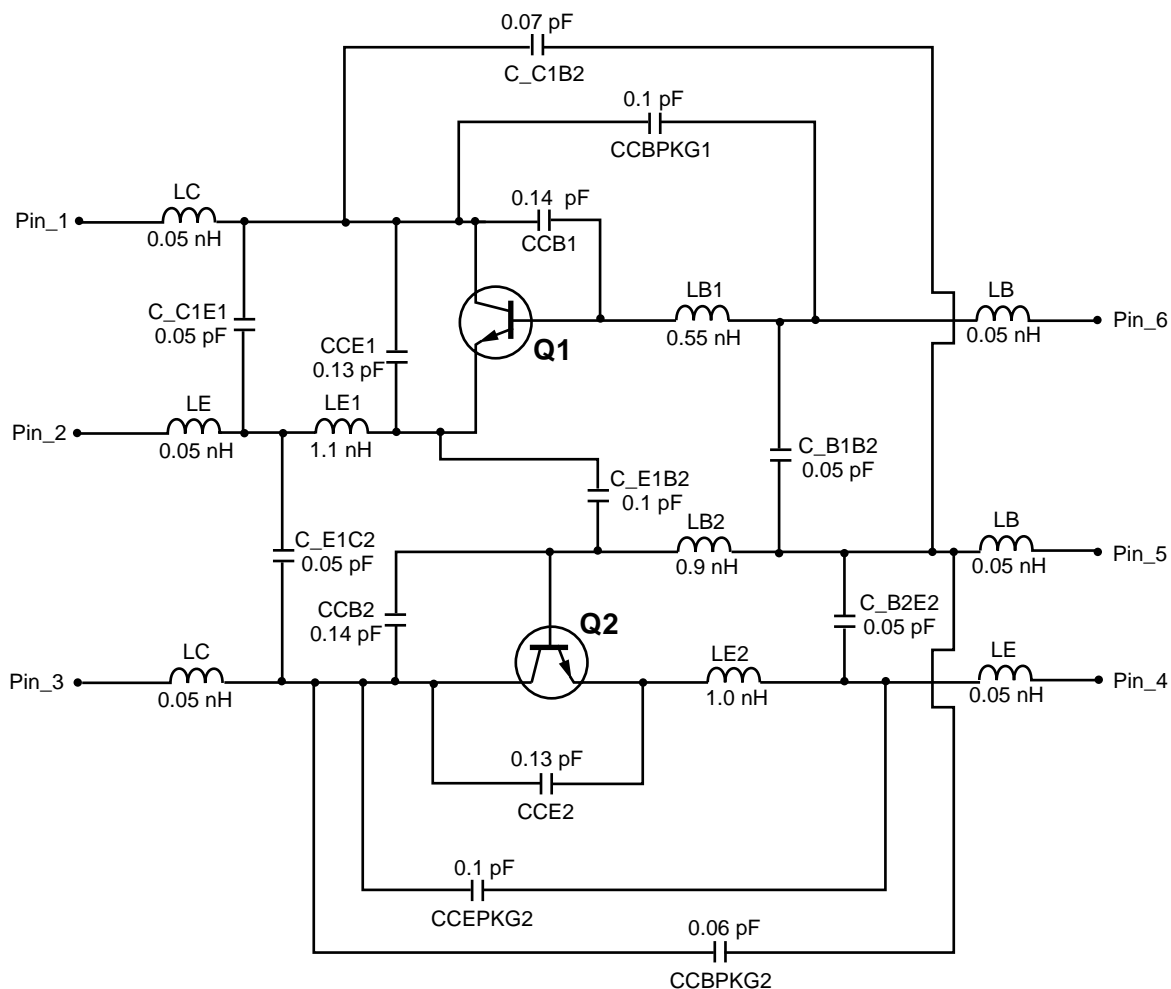 0.07 pF
C_C1B2
0.1 pF
CCBPKG1
LC
0.14 pF
Pin_1
0.05 nH
CCB1
C_C1E1
0.05 pF
LB1
LB
Pin_6
0.55 nH
0.05 nH
CCE1
0.13 pF
Q1
LE
LE1
Pin_2
0.05 nH
1.1 nH
C_B1B2
0.05 pF
C_E1B2
0.1 pF
C_E1C2
0.05 pF
LB2
LB
Pin_5
0.9 nH
0.05 nH
CCB2
0.14 pF
C_B2E2
0.05 pF
Q2
LC
LE2
LE
Pin_3
Pin_4
0.05 nH
1.0 nH
0.05 nH
0.13 pF
CCE2
0.1 pF
CCEPKG2
0.06 pF
CCBPKG2